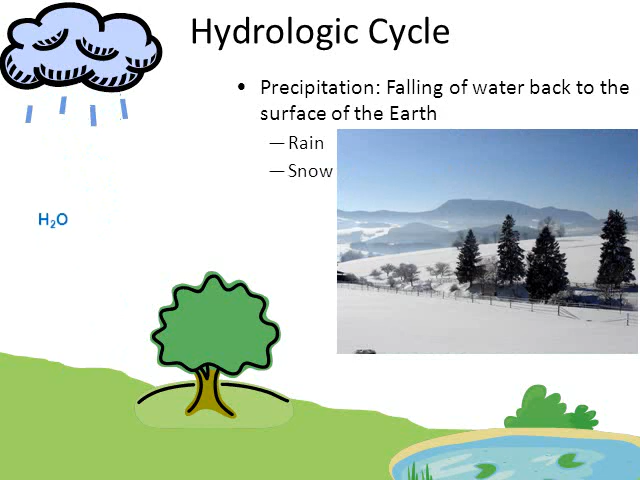 Hydrologic Cycle
• Precipitation: Falling of water back to the
surface of the Earth
—Rain
—Snow
H₂O